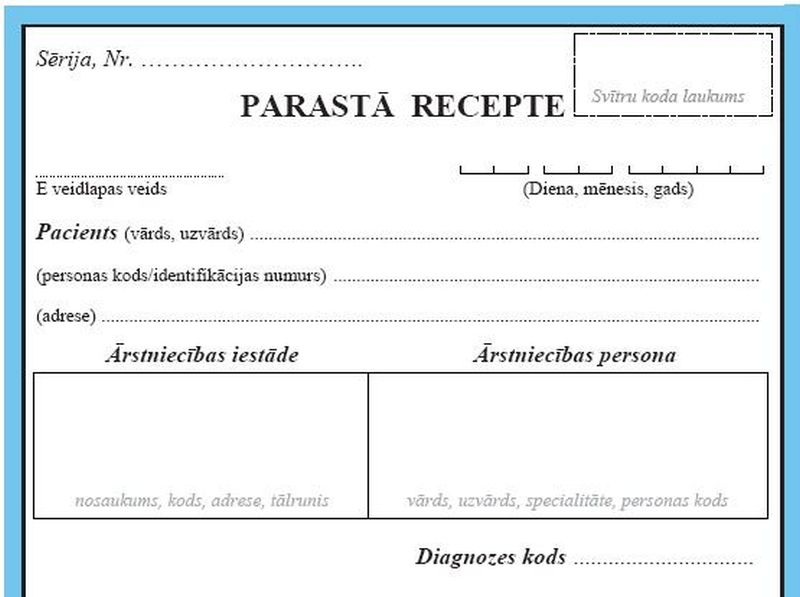 Sērija, Nr. ..............................
Svītru koda laukums
PARASTĀ RECEPTE
E veidlapas veids
(Diena, mēnesis, gads)
Pacients (vārds, uzvārds) ..............................
(personas kods/identifikācijas numurs) ..............................
(adrese) ..............................
Ārstniecības iestāde Ārstniecības persona
nosaukums, kods, adrese, tālrunis vārds, uzvārds, specialitāte, personas kods
Diagnozes kods ..............................